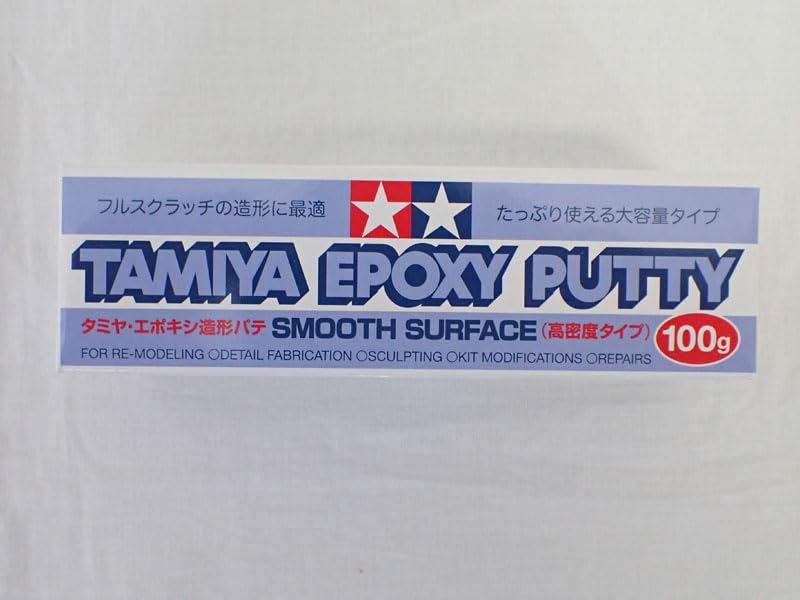 フルスクラッチの造形に最適
たっぷり使える大容量タイプ
TAMIYA EPOXY PUTTY
タミヤ・エポキシ造形パテ SMOOTH SURFACE (高密度タイプ) 100g
FOR RE-MODELING ○DETAIL FABRICATION ○SCULPTING ○KIT MODIFICATIONS ○REPAIRS